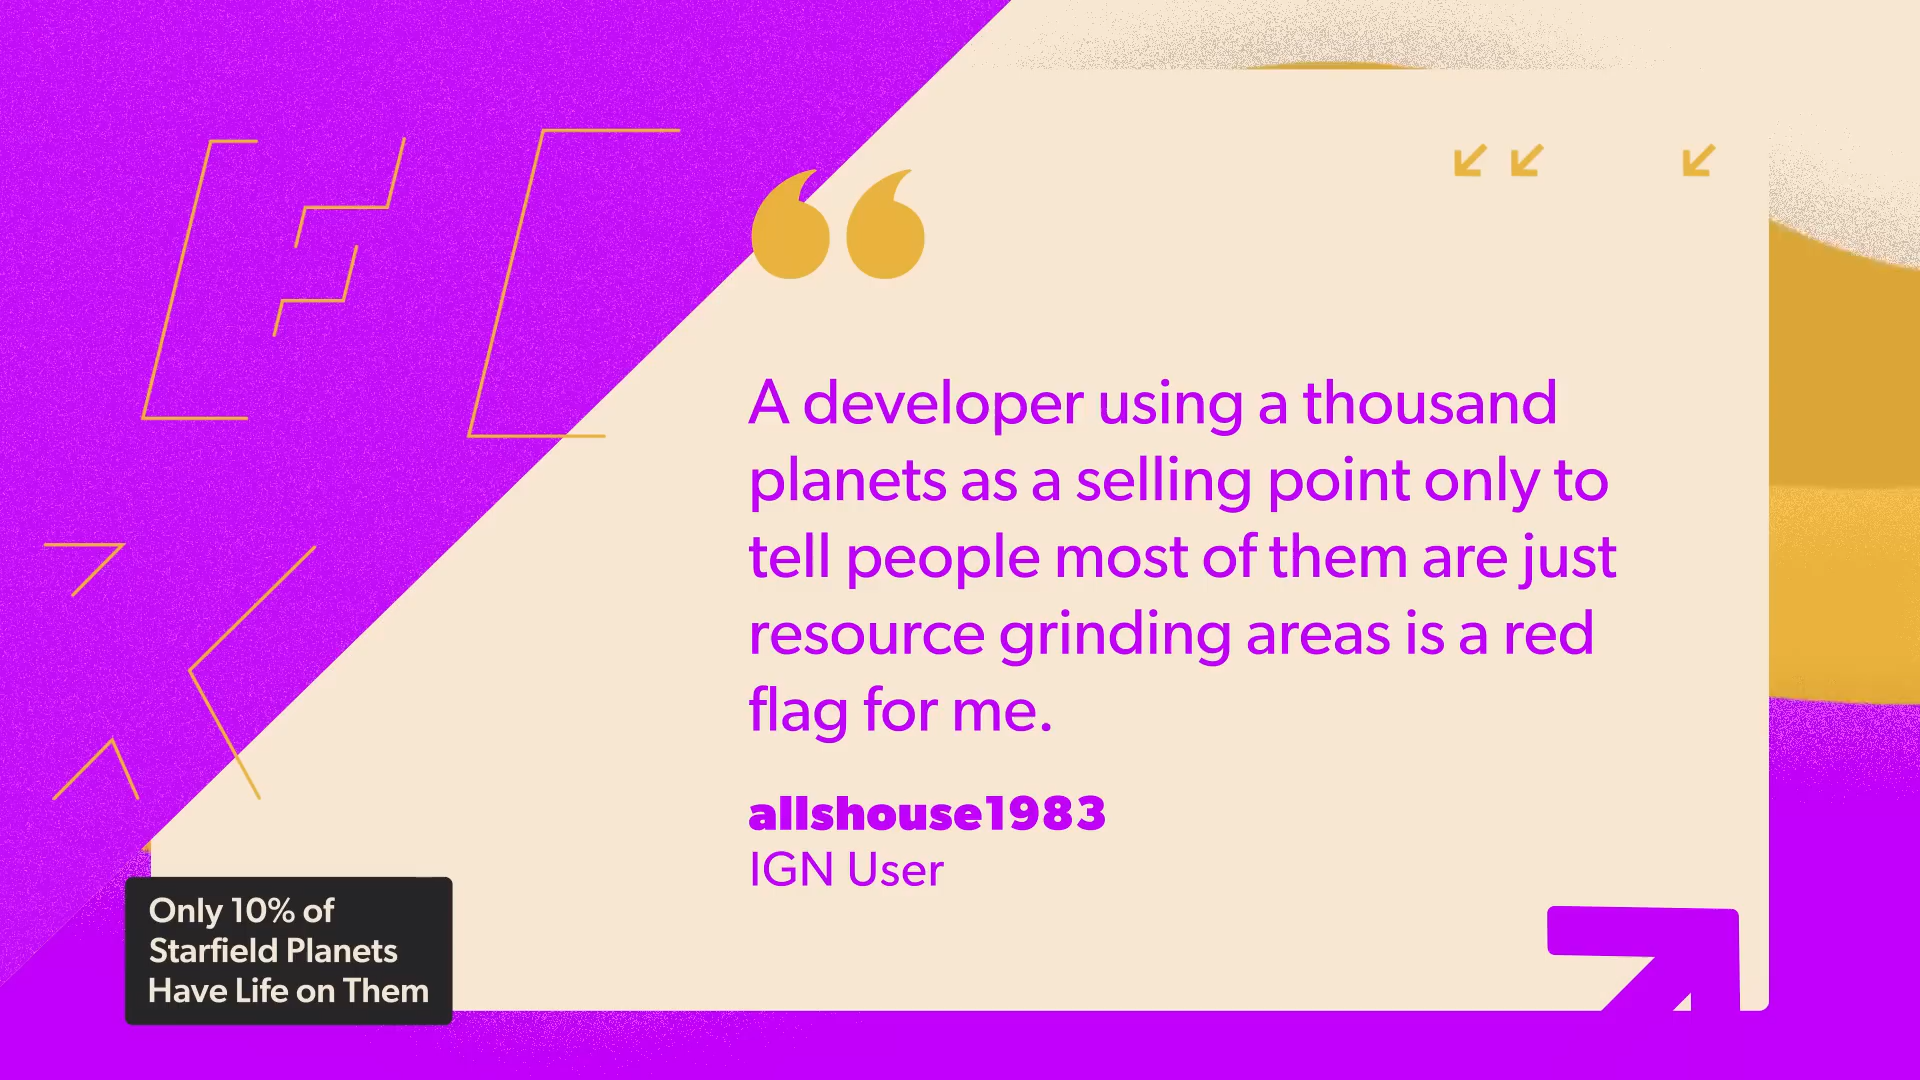 A developer using a thousand
planets as a selling point only to
tell people most of them are just
resource grinding areas is a red
flag for me.
allshouse1983
IGN User
Only 10% of
Starfield Planets
Have Life on Them